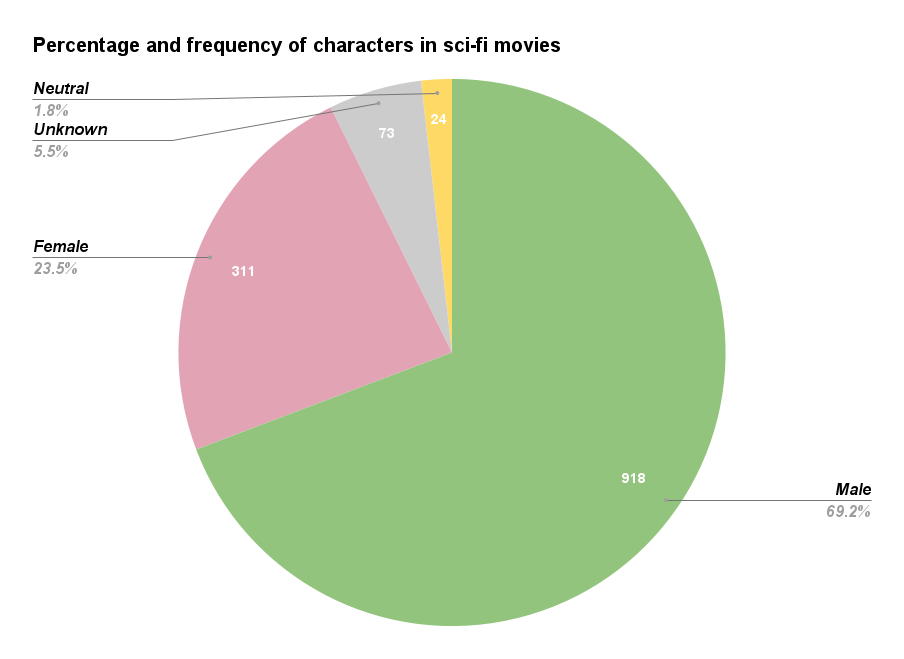 Percentage and frequency of characters in sci-fi movies
Neutral
1.8%
Unknown
5.5%
Female
23.5%
73
24
311
918
Male
69.2%